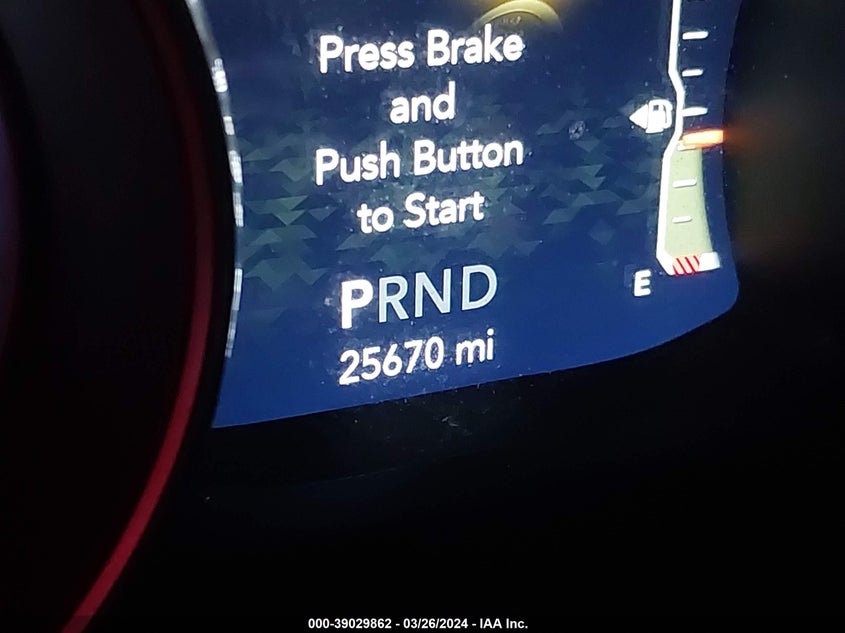 Press Brake
and
Push Button
to Start
PRND
25670 mi
E
000-39029862 - 03/26/2024 - IAA Inc.